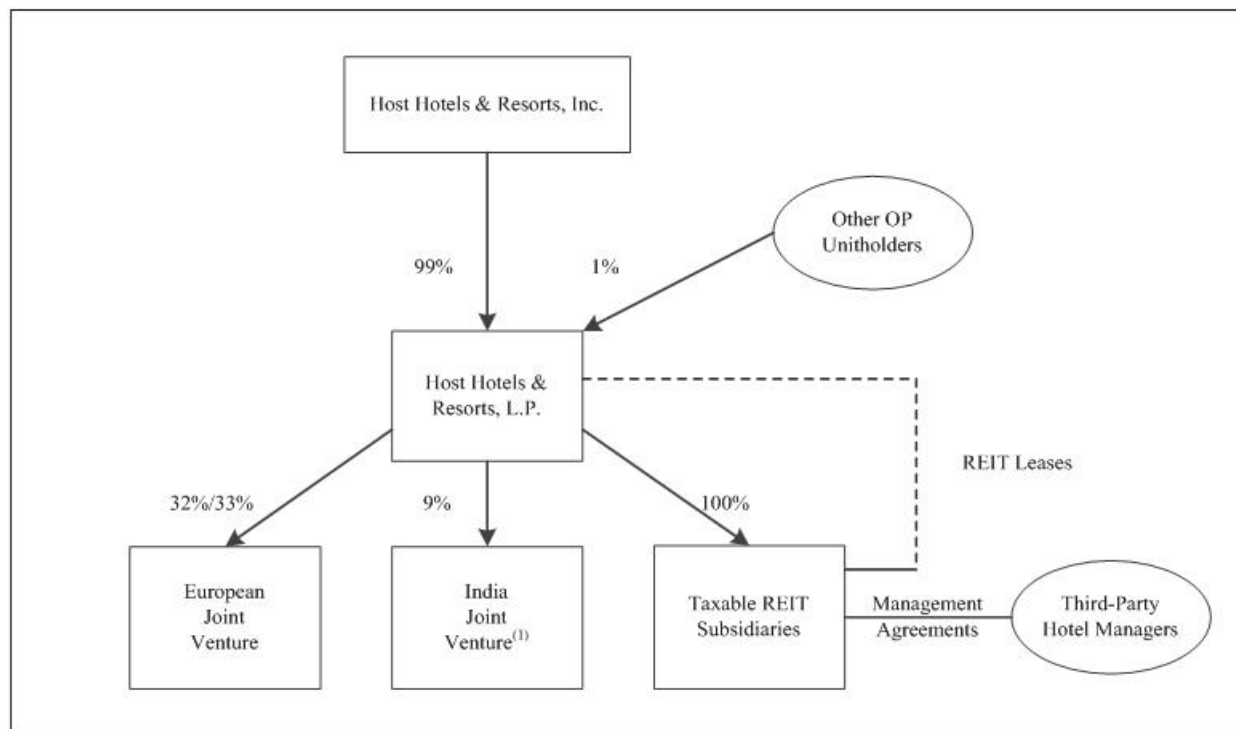 Host Hotels & Resorts, Inc.
Other OP
Unitholders
99%
1%
Host Hotels &
Resorts, L.P.
REIT Leases
32%/33%
9%
100%
European
Joint
Venture
India
Joint
Venture(1)
Taxable REIT
Subsidiaries
Management
Agreements
Third-Party
Hotel Managers